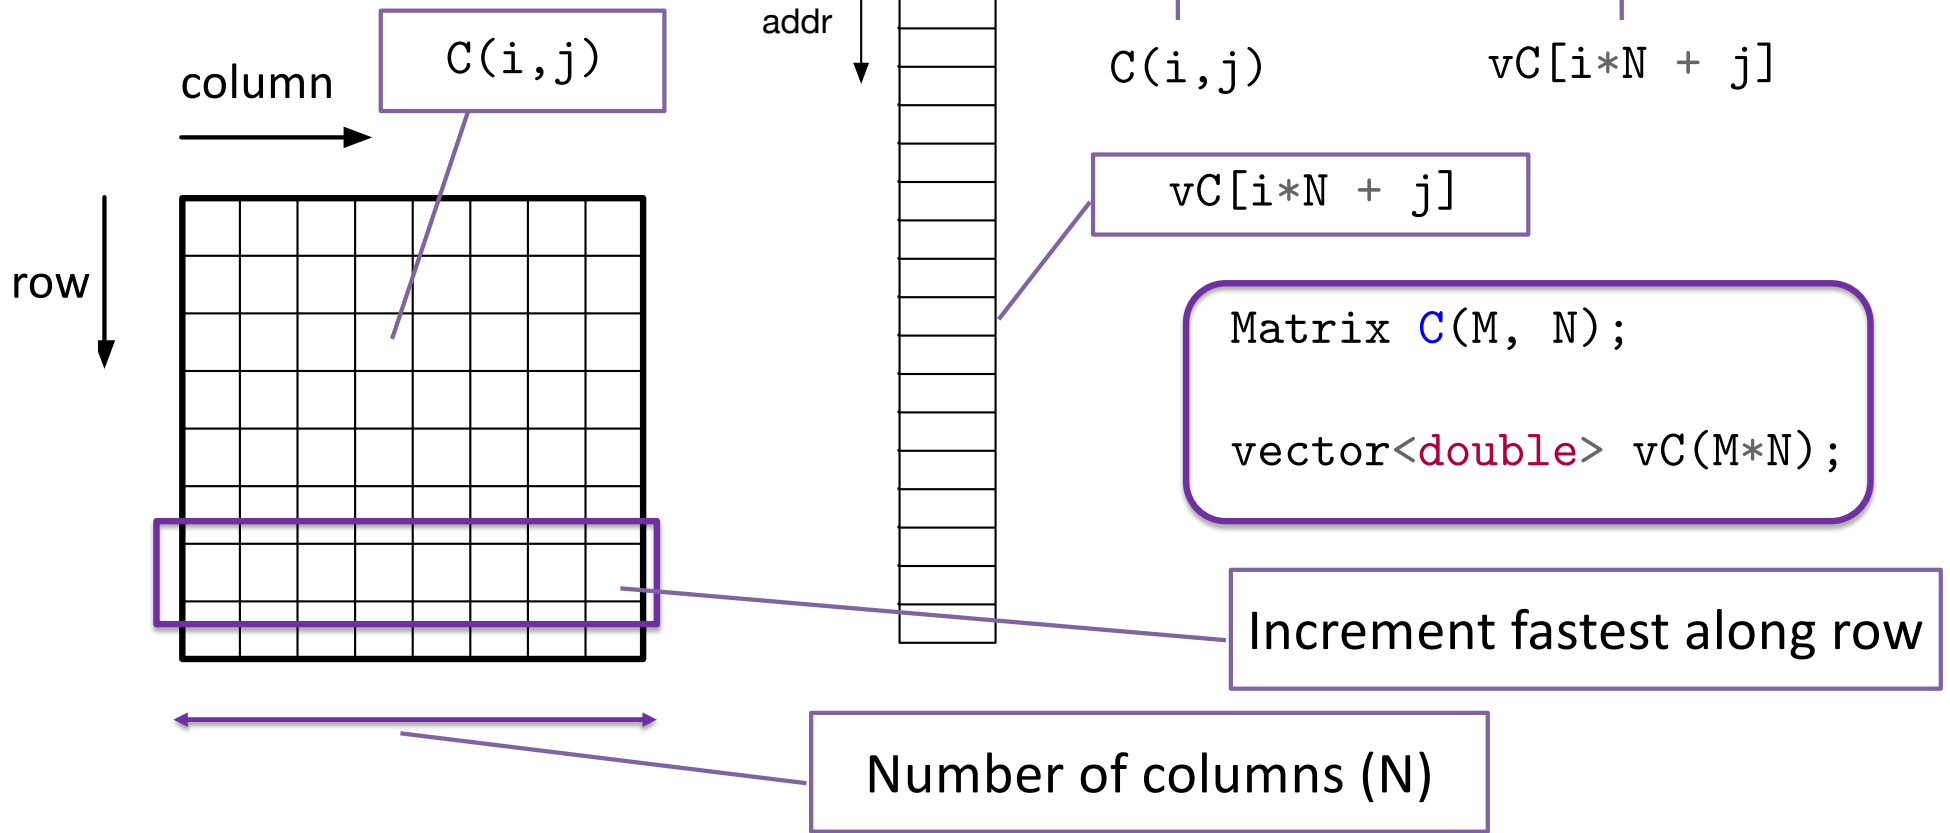 addr
C(i,j)
column
C(i,j)
vC[i*N + j]
vC[i*N + j]
row
Matrix C(M, N);
vector<double> vC(M*N);
Increment fastest along row
Number of columns (N)